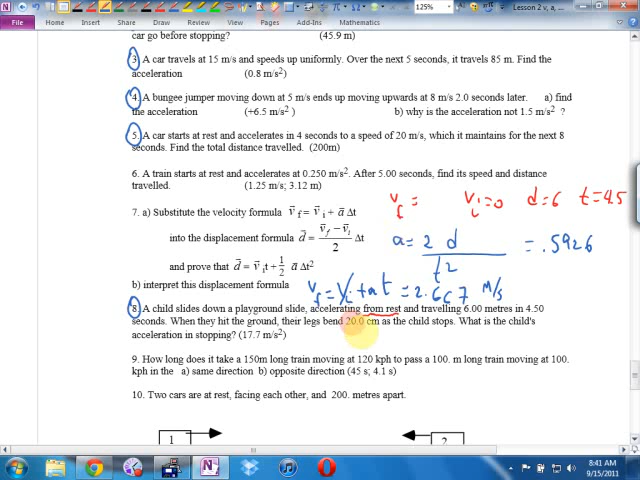 File
Home
Insert
Pages
Add-Ins
Mathematics
125%
Lesson 2 v, a,
car go before stopping? (45.9 m)
3. A car travels at 15 m/s and speeds up uniformly. Over the next 5 seconds, it travels 85 m. Find the
acceleration (0.8 m/s²)
4. A bungee jumper moving down at 5 m/s ends up moving upwards at 8 m/s 2.0 seconds later. a) find
the acceleration (+6.5 m/s² b) why is the acceleration not 1.5 m/s² ?
5. A car starts at rest and accelerates in 4 seconds to a speed of 20 m/s, which it maintains for the next 8
seconds. Find the total distance travelled. (200m)
6. A train starts at rest and accelerates at 0.250 m/s². After 5.00 seconds, find its speed and distance
travelled. (1.25 m/s; 3.12 m)
v_f = v_i = 0 d = 6 t = 4.5
7. a) Substitute the velocity formula v⃗_f = v⃗_i + a⃗ Δt
into the displacement formula d⃗ = (v⃗_f − v⃗_i)/2 Δt
a = 2 d / t² = .5926
and prove that d⃗ = v⃗_i t + 1/2 a⃗ Δt²
b) interpret this displacement formula
v_f = v_i + a t = 2.667 m/s
8. A child slides down a playground slide, accelerating from rest and travelling 6.00 metres in 4.50
seconds. When they hit the ground, their legs bend 20.0 cm as the child stops. What is the child's
acceleration in stopping? (17.7 m/s²)
9. How long does it take a 150m long train moving at 120 kph to pass a 100. m long train moving at 100.
kph in the a) same direction b) opposite direction (45 s; 4.1 s)
10. Two cars are at rest, facing each other, and 200. metres apart.
1
2
8:41 AM
9/15/2011